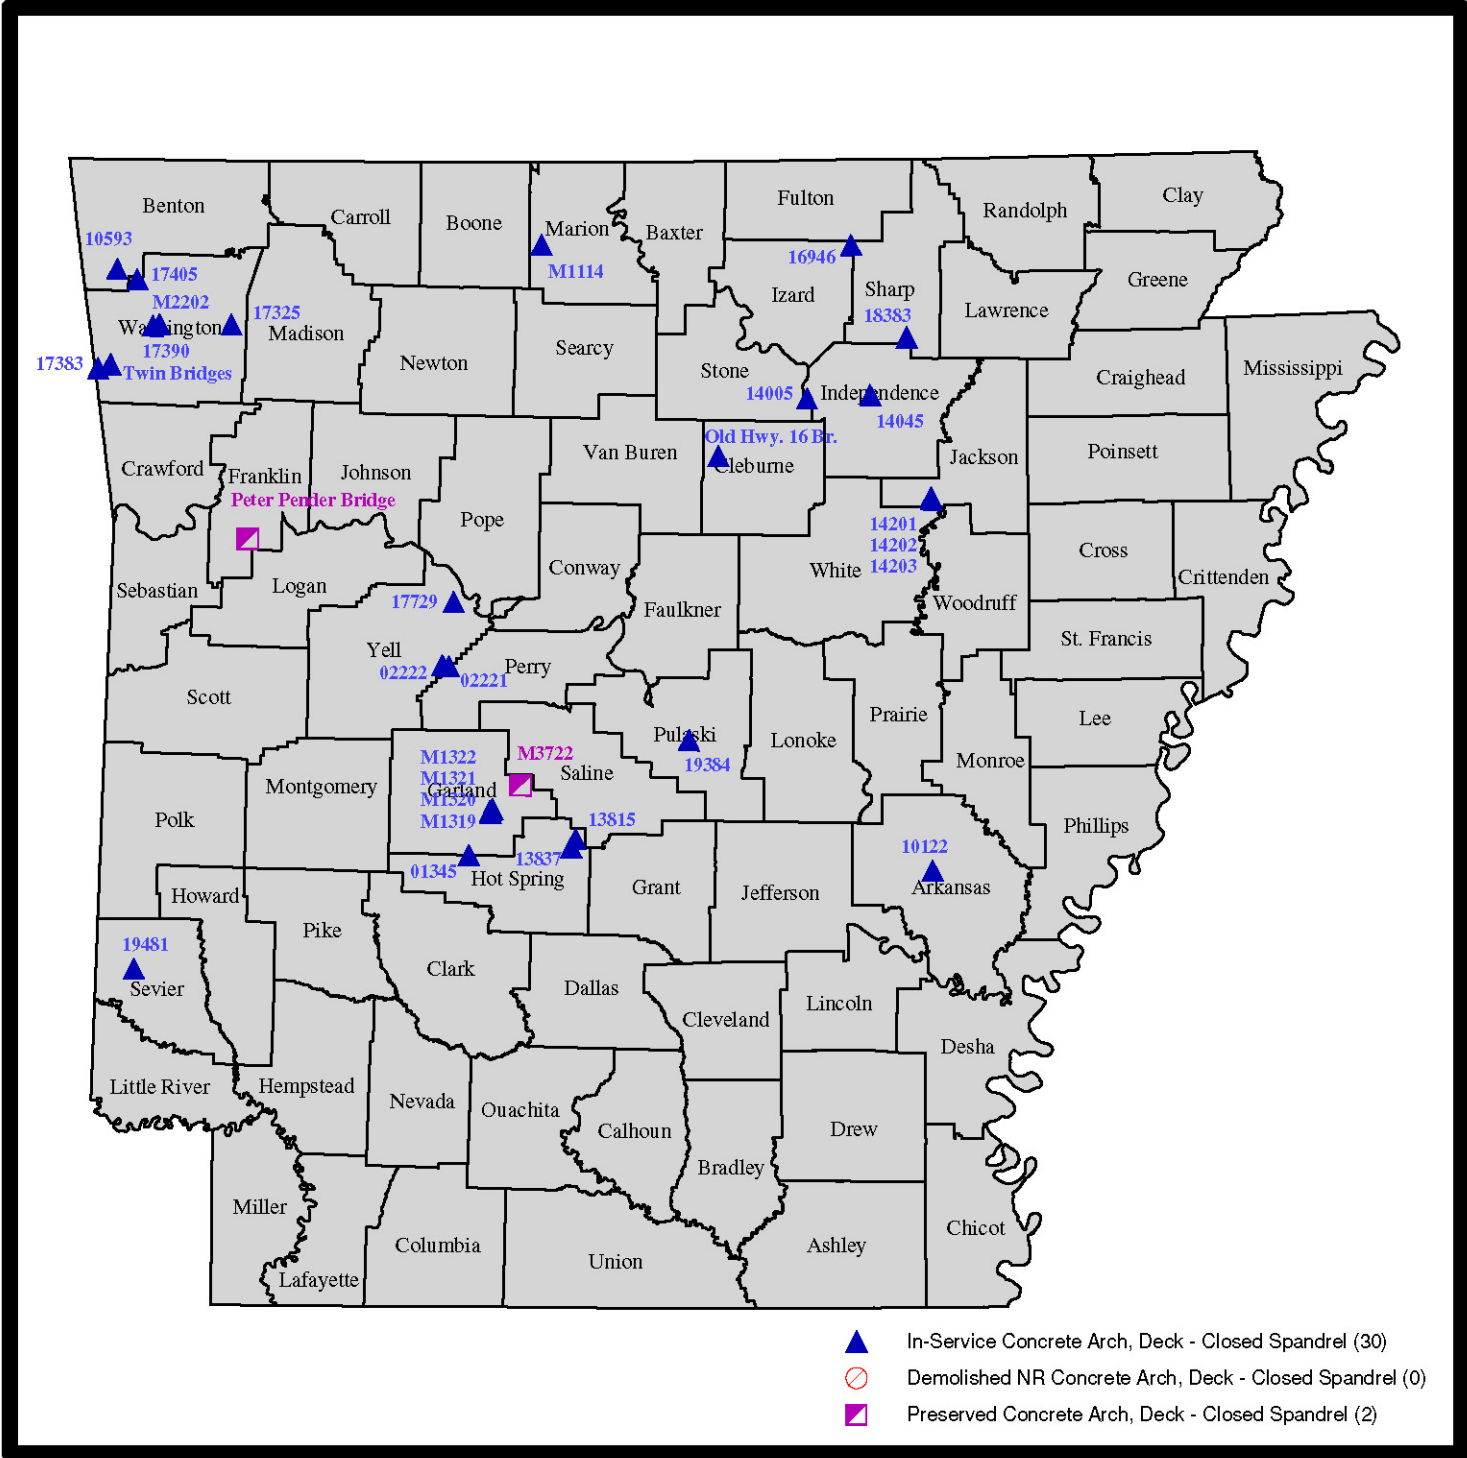 Benton
Carroll
Boone
Marion
Baxter
Fulton
Randolph
Clay
10593
17405
M1114
16946
Izard
Sharp
Lawrence
Greene
M2202
17325
Washington
Madison
18383
17390
Newton
Searcy
Stone
17383
Twin Bridges
14005
Independence
14045
Craighead
Mississippi
Old Hwy. 16 Br.
Crawford
Franklin
Johnson
Van Buren
Cleburne
Jackson
Poinsett
Peter Pender Bridge
Pope
14201
14202
14203
White
Cross
Crittenden
Sebastian
Logan
Conway
Faulkner
Woodruff
17729
St. Francis
Yell
02222
02221
Perry
Scott
Pulaski
19384
Lonoke
Prairie
Lee
Monroe
M1322
M1321
M1320
M1319
M3722
Garland
Saline
Montgomery
Polk
13815
13837
01345
Hot Spring
10122
Arkansas
Phillips
Howard
Grant
Jefferson
Pike
19481
Sevier
Clark
Dallas
Cleveland
Lincoln
Desha
Little River
Hempstead
Nevada
Ouachita
Calhoun
Bradley
Drew
Miller
Lafayette
Columbia
Union
Ashley
Chicot
In-Service Concrete Arch, Deck - Closed Spandrel (30)
Demolished NR Concrete Arch, Deck - Closed Spandrel (0)
Preserved Concrete Arch, Deck - Closed Spandrel (2)